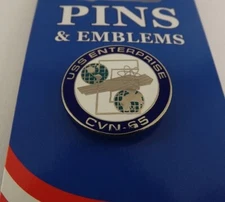 PINS
& EMBLEMS
USS ENTERPRISE
CVN-65